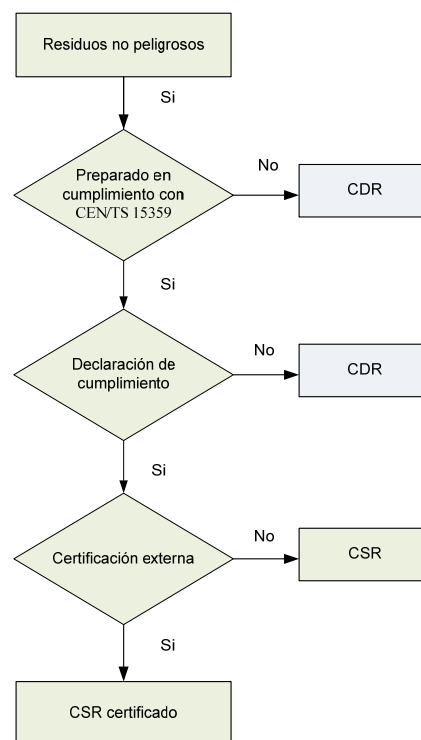 Residuos no peligrosos
Si
Preparado en
cumplimiento con
CEN/TS 15359
No
CDR
Si
Declaración de
cumplimiento
No
CDR
Si
Certificación externa
No
CSR
Si
CSR certificado